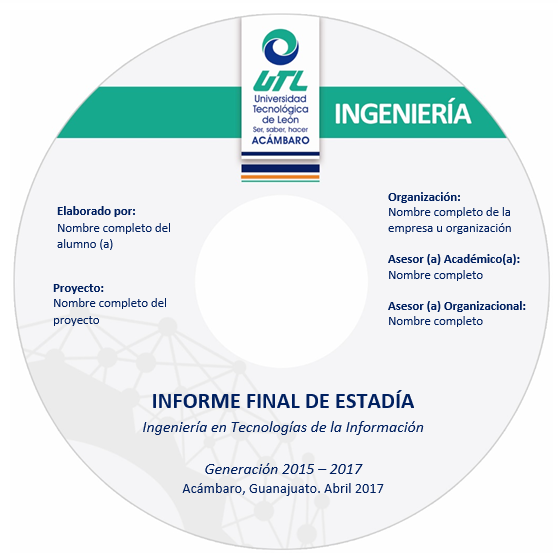 UTL
Universidad
Tecnológica
de León
Ser, saber, hacer
ACÁMBARO
INGENIERÍA
Elaborado por:
Nombre completo del
alumno (a)
Proyecto:
Nombre completo del
proyecto
Organización:
Nombre completo de la
empresa u organización
Asesor (a) Académico(a):
Nombre completo
Asesor (a) Organizacional:
Nombre completo
INFORME FINAL DE ESTADÍA
Ingeniería en Tecnologías de la Información
Generación 2015 – 2017
Acámbaro, Guanajuato. Abril 2017